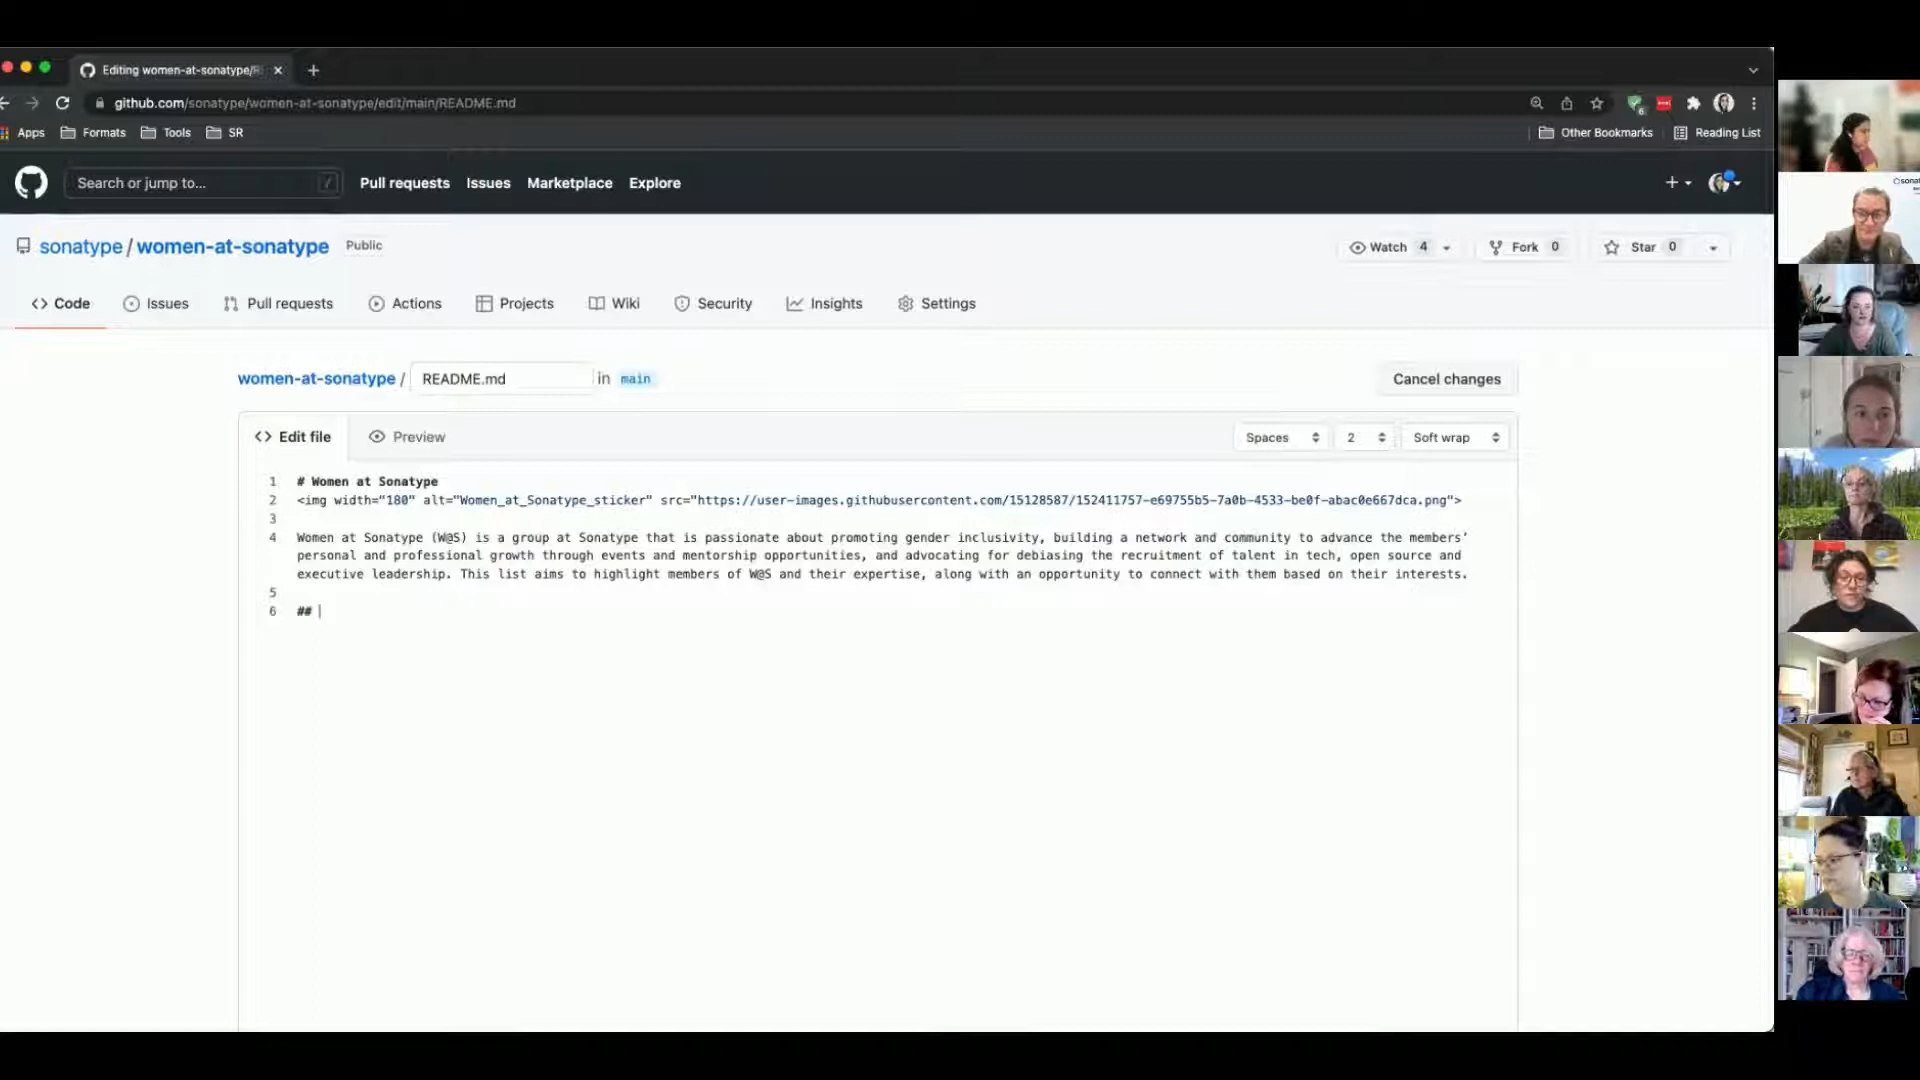 Editing women-at-sonatype/
github.com/sonatype/women-at-sonatype/edit/main/README.md
6
Apps
Formats
Tools
SR
Other Bookmarks
Reading List
Search or jump to...
/
Pull requests
Issues
Marketplace
Explore
sonatype / women-at-sonatype
Public
Watch 4
Fork 0
Star 0
Code
Issues
Pull requests
Actions
Projects
Wiki
Security
Insights
Settings
women-at-sonatype / README.md in main
Cancel changes
Edit file
Preview
Spaces
2
Soft wrap
1 # Women at Sonatype
2 <img width="180" alt="Women_at_Sonatype_sticker" src="https://user-images.githubusercontent.com/15128587/152411757-e69755b5-7a0b-4533-be0f-abac0e667dca.png">
3
4 Women at Sonatype (W@S) is a group at Sonatype that is passionate about promoting gender inclusivity, building a network and community to advance the members'
personal and professional growth through events and mentorship opportunities, and advocating for debiasing the recruitment of talent in tech, open source and
executive leadership. This list aims to highlight members of W@S and their expertise, along with an opportunity to connect with them based on their interests.
5
6 ##